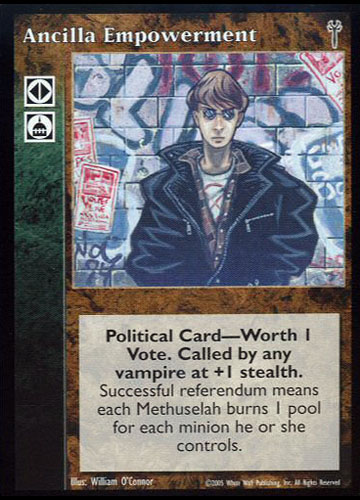 Ancilla Empowerment
Political Card—Worth 1
Vote. Called by any
vampire at +1 stealth.
Successful referendum means
each Methuselah burns 1 pool
for each minion he or she
controls.
Illus: William O'Connor
©2005 White Wolf Publishing, Inc. All Rights Reserved